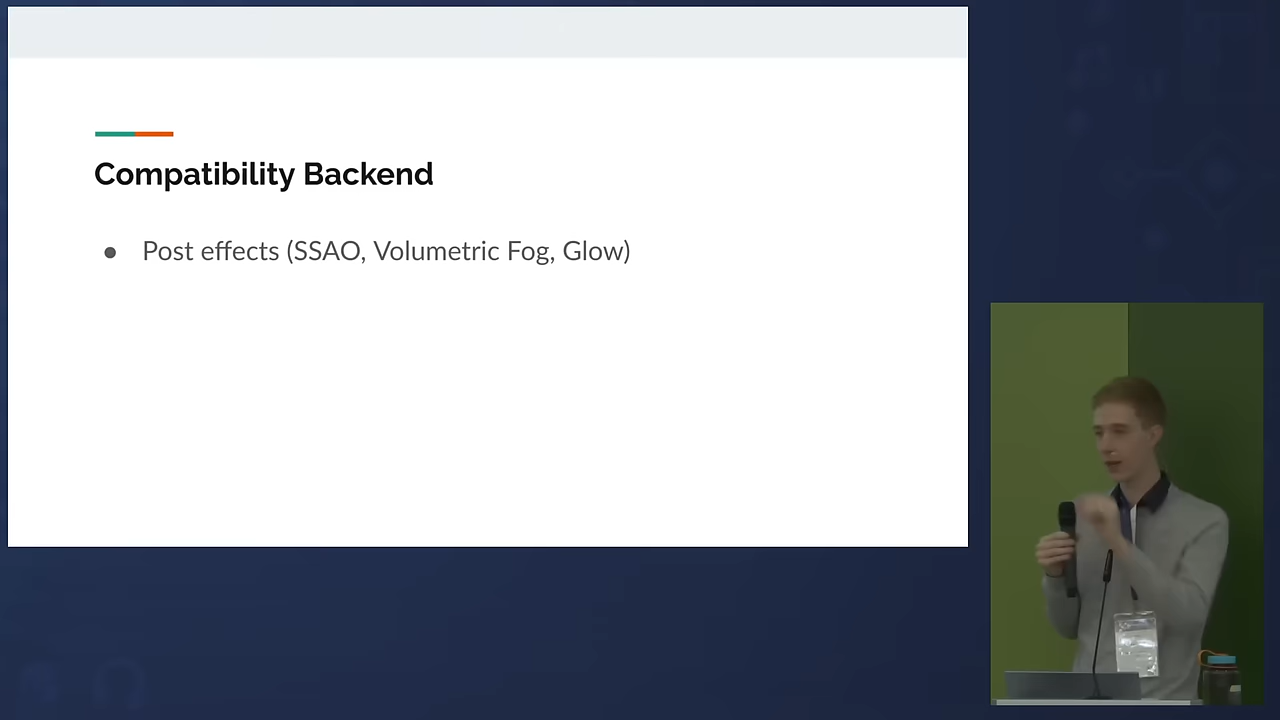 Compatibility Backend
● Post effects (SSAO, Volumetric Fog, Glow)